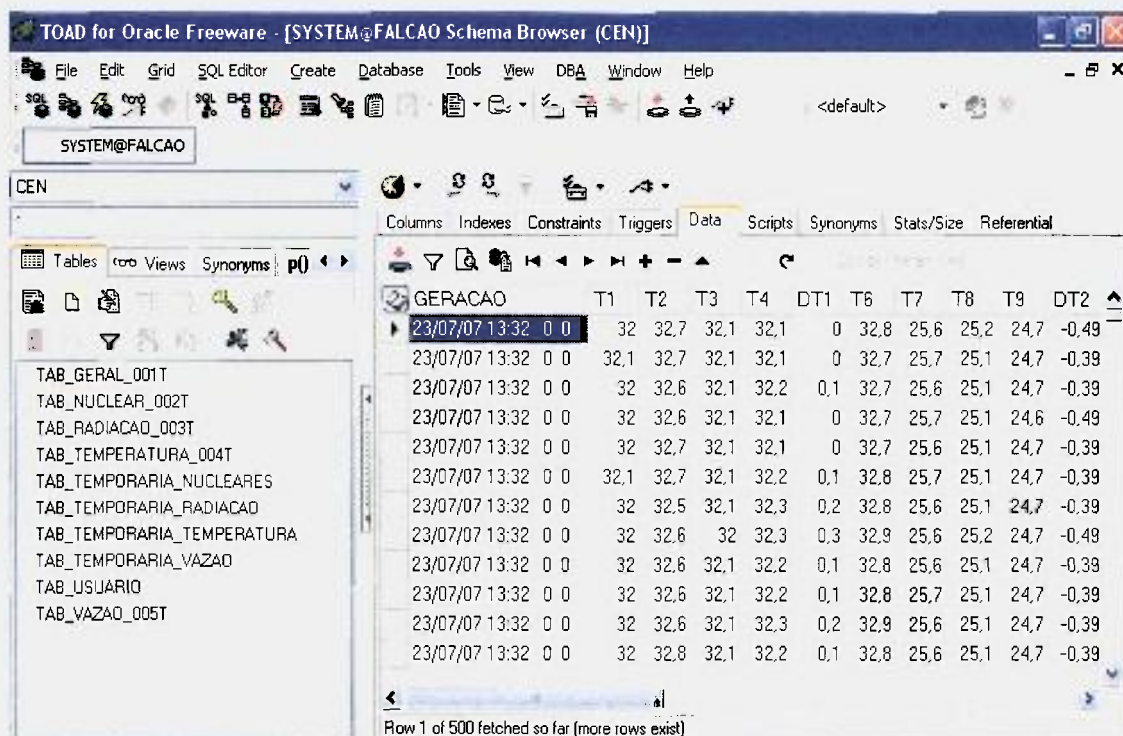 TOAD for Oracle Freeware - [SYSTEM@FALCAO Schema Browser (CEN)]
File Edit Grid SQL Editor Create Database Tools View DBA Window Help
SQL SQL <default>
SYSTEM@FALCAO
CEN
Columns Indexes Constraints Triggers Data Scripts Synonyms Stats/Size Referential
Tables Views Synonyms p()
TAB_GERAL_001T
TAB_NUCLEAR_002T
TAB_RADIACAO_003T
TAB_TEMPERATURA_004T
TAB_TEMPORARIA_NUCLEARES
TAB_TEMPORARIA_RADIACAO
TAB_TEMPORARIA_TEMPERATURA
TAB_TEMPORARIA_VAZAO
TAB_USUARIO
TAB_VAZAO_005T
GERACAO T1 T2 T3 T4 DT1 T6 T7 T8 T9 DT2
23/07/07 13:32 0 0 32 32,7 32,1 32,1 0 32,8 25,6 25,2 24,7 -0,49
23/07/07 13:32 0 0 32,1 32,7 32,1 32,1 0 32,7 25,7 25,1 24,7 -0,39
23/07/07 13:32 0 0 32 32,6 32,1 32,2 0,1 32,7 25,6 25,1 24,7 -0,39
23/07/07 13:32 0 0 32 32,6 32,1 32,1 0 32,7 25,7 25,1 24,6 -0,49
23/07/07 13:32 0 0 32 32,7 32,1 32,1 0 32,7 25,6 25,1 24,7 -0,39
23/07/07 13:32 0 0 32,1 32,7 32,1 32,2 0,1 32,8 25,7 25,1 24,7 -0,39
23/07/07 13:32 0 0 32 32,5 32,1 32,3 0,2 32,8 25,6 25,1 24,7 -0,39
23/07/07 13:32 0 0 32 32,6 32 32,3 0,3 32,9 25,6 25,2 24,7 -0,49
23/07/07 13:32 0 0 32 32,6 32,1 32,2 0,1 32,8 25,6 25,1 24,7 -0,39
23/07/07 13:32 0 0 32 32,6 32,1 32,2 0,1 32,8 25,7 25,1 24,7 -0,39
23/07/07 13:32 0 0 32 32,6 32,1 32,3 0,2 32,9 25,6 25,1 24,7 -0,39
23/07/07 13:32 0 0 32 32,8 32,1 32,2 0,1 32,8 25,6 25,1 24,7 -0,39
Row 1 of 500 fetched so far (more rows exist)